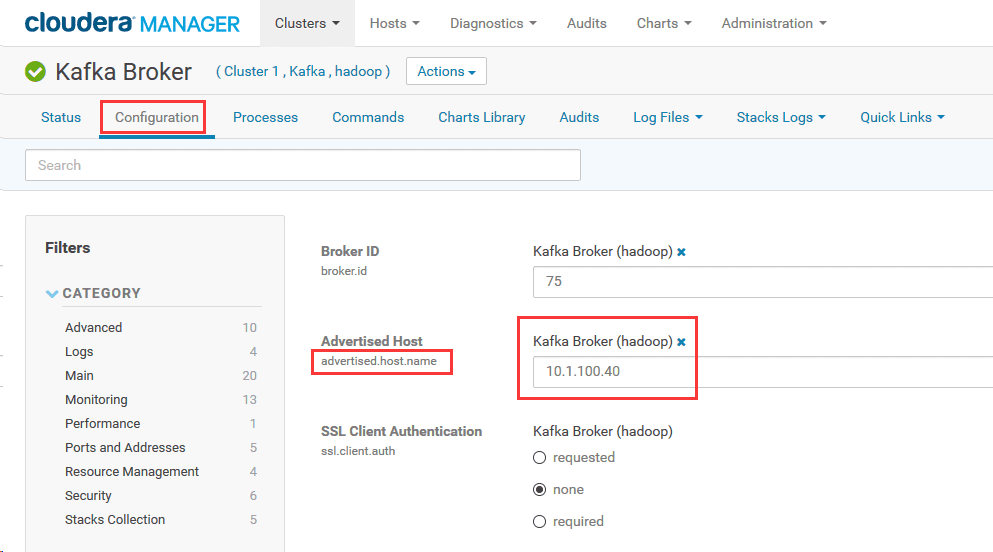 cloudera MANAGER Clusters Hosts Diagnostics Audits Charts Administration
Kafka Broker ( Cluster 1 , Kafka , hadoop ) Actions
Status Configuration Processes Commands Charts Library Audits Log Files Stacks Logs Quick Links
Search
Filters
CATEGORY
Advanced 10
Logs 4
Main 20
Monitoring 13
Performance 1
Ports and Addresses 5
Resource Management 4
Security 6
Stacks Collection 5
Broker ID Kafka Broker (hadoop)
broker.id 75
Advertised Host Kafka Broker (hadoop)
advertised.host.name 10.1.100.40
SSL Client Authentication Kafka Broker (hadoop)
ssl.client.auth requested
none
required